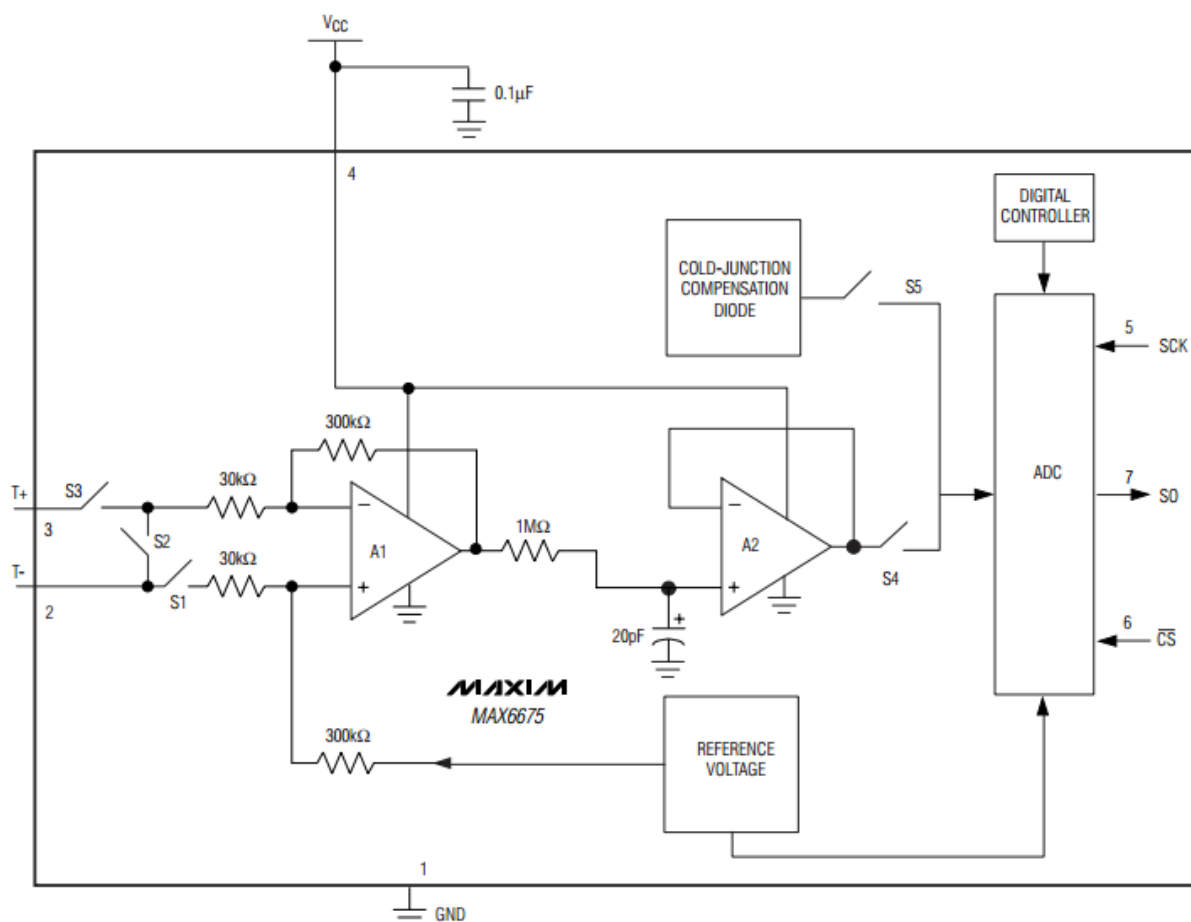 VCC
0.1µF
4
DIGITAL
CONTROLLER
COLD-JUNCTION
COMPENSATION
DIODE
S5
5
SCK
300kΩ
ADC
T+
S3
30kΩ
−
7
SO
3
1MΩ
−
S2
A1
A2
30kΩ
T-
S1
+
+
S4
2
+
20pF
6
CS
MAXIM
MAX6675
300kΩ
REFERENCE
VOLTAGE
1
GND